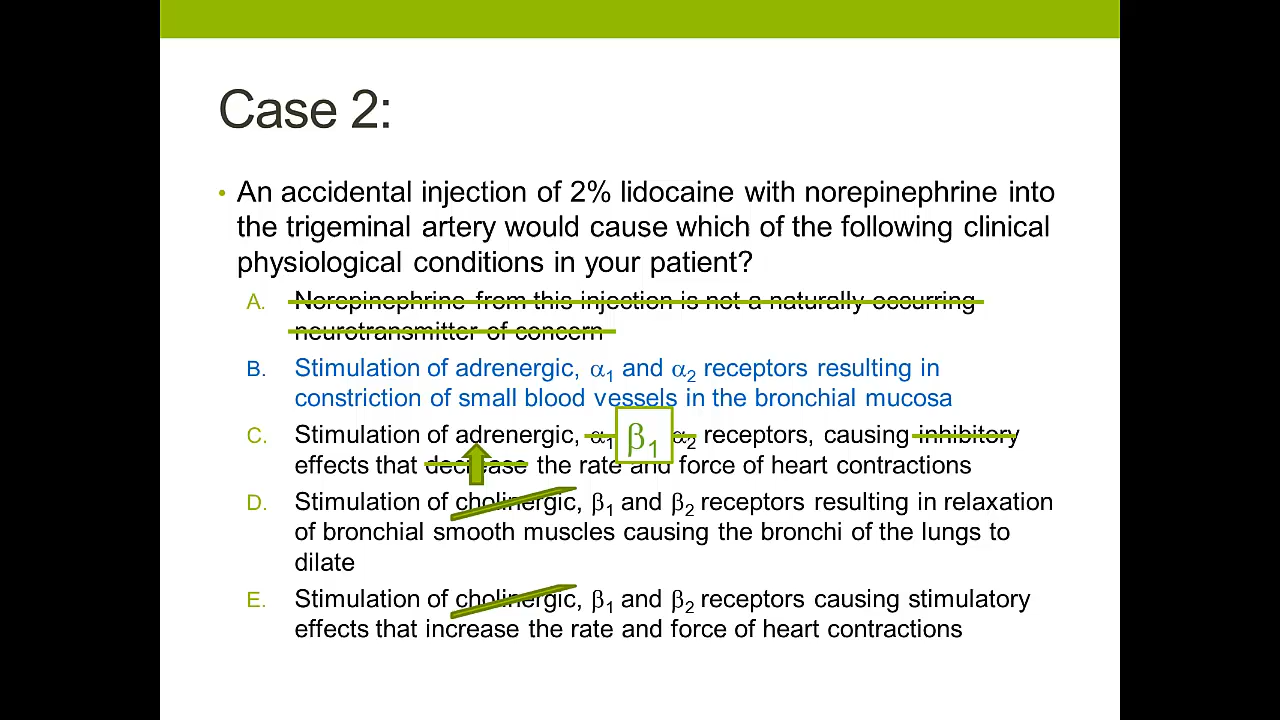 Case 2:
• An accidental injection of 2% lidocaine with norepinephrine into
the trigeminal artery would cause which of the following clinical
physiological conditions in your patient?
A. Norepinephrine from this injection is not a naturally occurring
neurotransmitter of concern
B. Stimulation of adrenergic, α1 and α2 receptors resulting in
constriction of small blood vessels in the bronchial mucosa
C. Stimulation of adrenergic, α1 β1 α2 receptors, causing inhibitory
effects that decrease the rate and force of heart contractions
D. Stimulation of cholinergic, β1 and β2 receptors resulting in relaxation
of bronchial smooth muscles causing the bronchi of the lungs to
dilate
E. Stimulation of cholinergic, β1 and β2 receptors causing stimulatory
effects that increase the rate and force of heart contractions